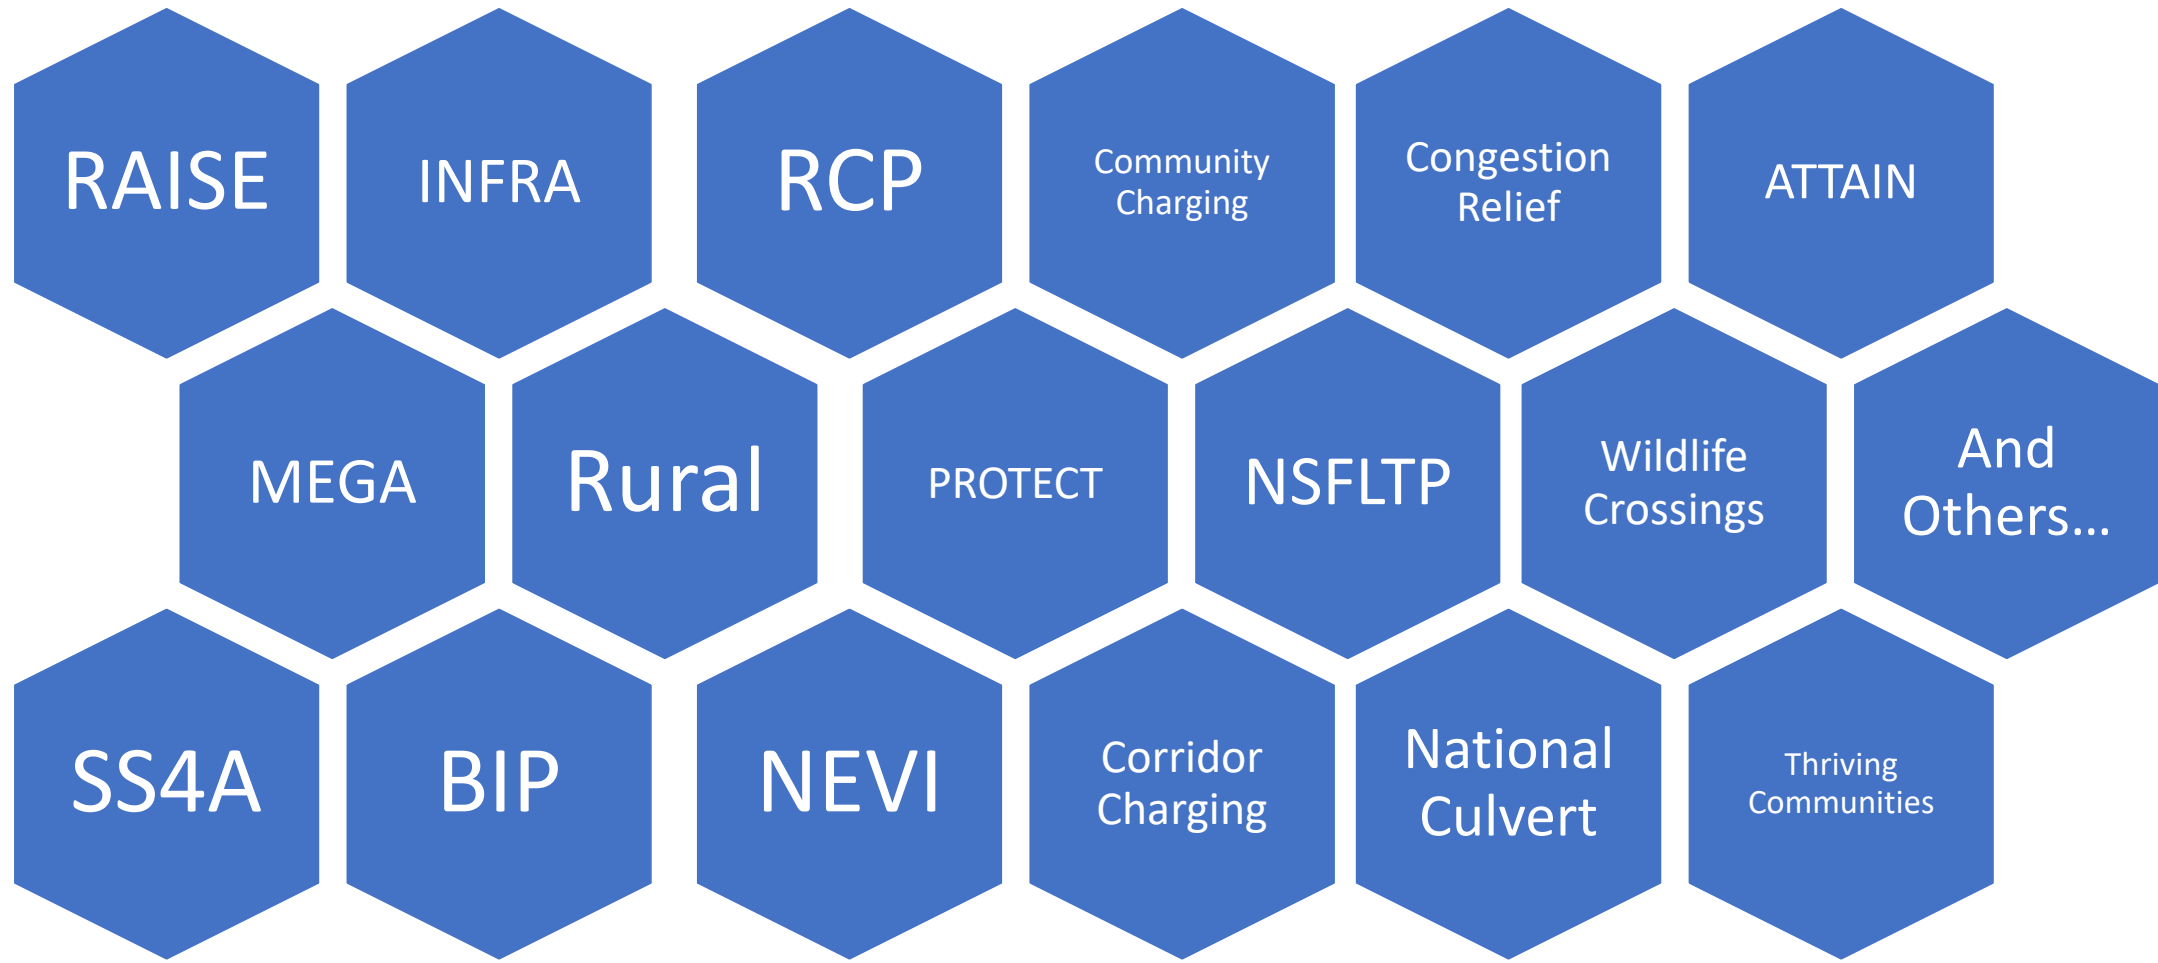 RAISE
INFRA
RCP
Community
Charging
Congestion
Relief
ATTAIN
MEGA
Rural
PROTECT
NSFLTP
Wildlife
Crossings
And
Others...
SS4A
BIP
NEVI
Corridor
Charging
National
Culvert
Thriving
Communities